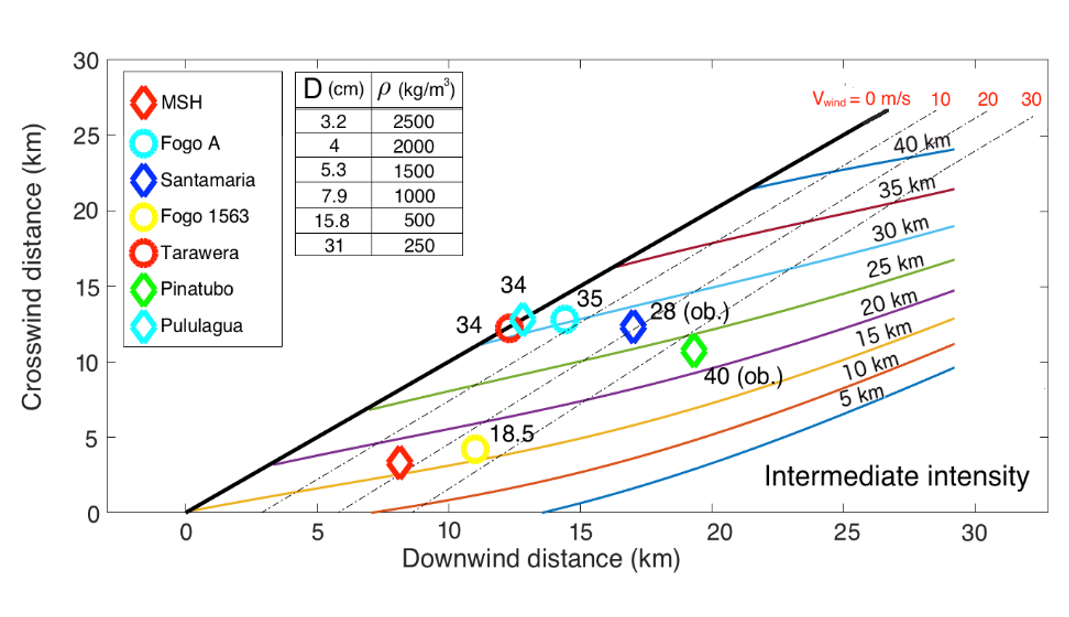 30
25
20
15
10
5
0
Crosswind distance (km)
MSH
Fogo A
Santamaria
Fogo 1563
Tarawera
Pinatubo
Pululagua
D (cm) ρ (kg/m³)
3.2 2500
4 2000
5.3 1500
7.9 1000
15.8 500
31 250
Vwind = 0 m/s 10 20 30
40 km
35 km
30 km
25 km
20 km
15 km
10 km
5 km
34
34
35
28 (ob.)
40 (ob.)
18.5
Intermediate intensity
0 5 10 15 20 25 30
Downwind distance (km)